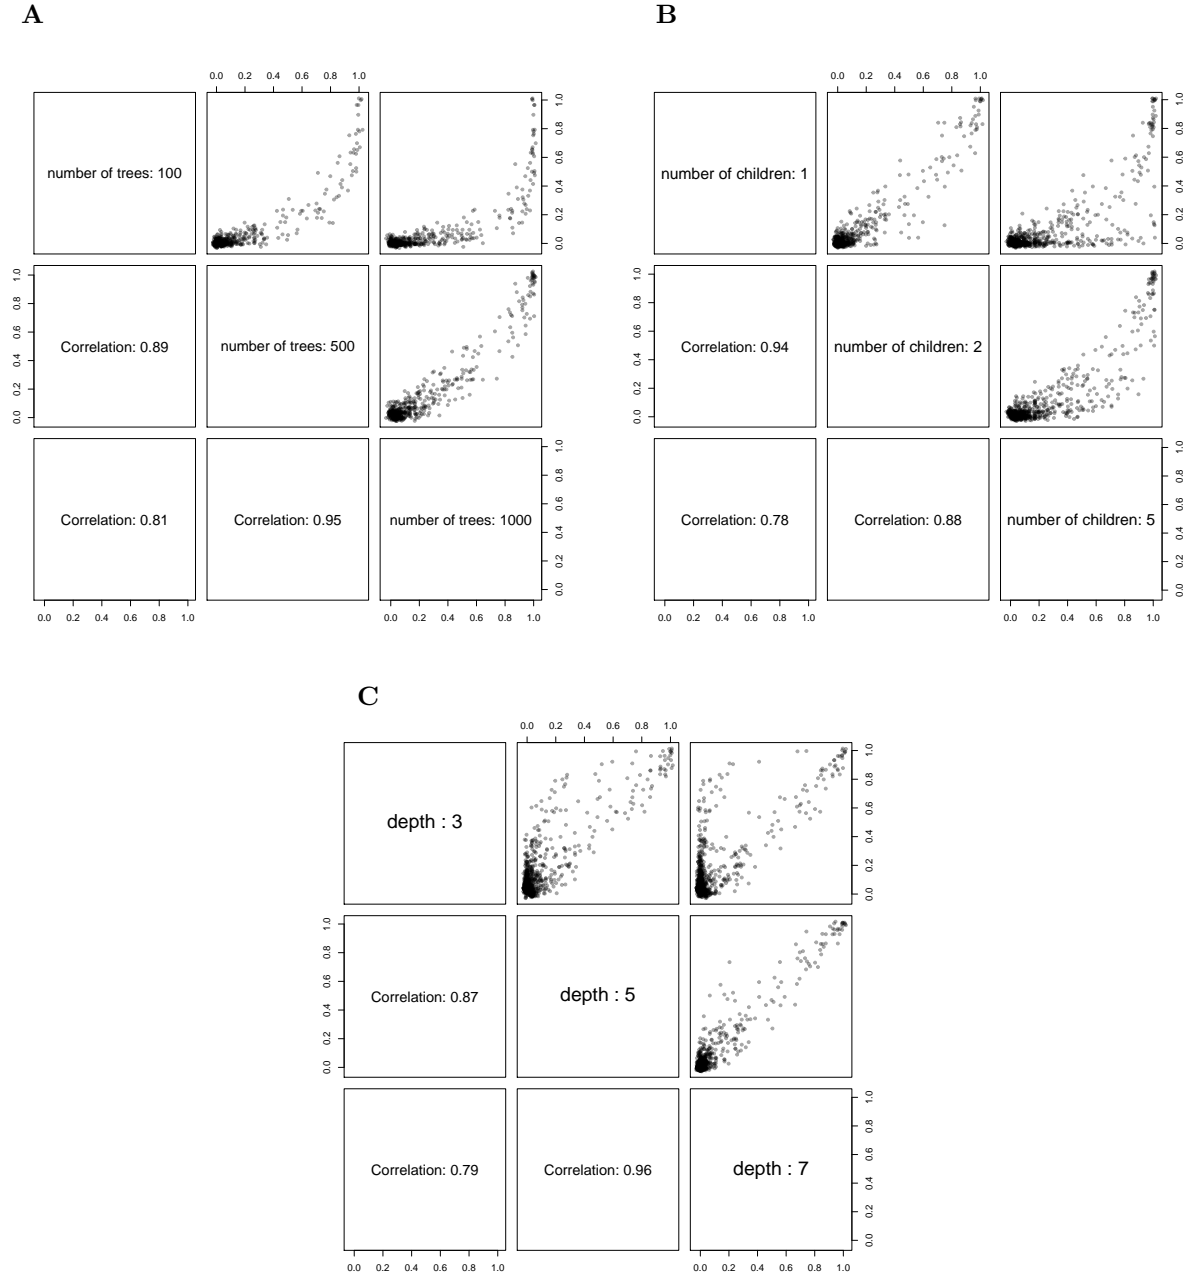 A
B
0.0 0.2 0.4 0.6 0.8 1.0
0.0 0.2 0.4 0.6 0.8 1.0
number of trees: 100
0.0 0.2 0.4 0.6 0.8 1.0
number of children: 1
0.0 0.2 0.4 0.6 0.8 1.0
0.0 0.2 0.4 0.6 0.8 1.0
Correlation: 0.89
number of trees: 500
0.0 0.2 0.4 0.6 0.8 1.0
Correlation: 0.94
number of children: 2
Correlation: 0.81
Correlation: 0.95
number of trees: 1000
0.0 0.2 0.4 0.6 0.8 1.0
Correlation: 0.78
Correlation: 0.88
number of children: 5
0.0 0.2 0.4 0.6 0.8 1.0
0.0 0.2 0.4 0.6 0.8 1.0
0.0 0.2 0.4 0.6 0.8 1.0
0.0 0.2 0.4 0.6 0.8 1.0
0.0 0.2 0.4 0.6 0.8 1.0
C
0.0 0.2 0.4 0.6 0.8 1.0
depth : 3
0.0 0.2 0.4 0.6 0.8 1.0
0.0 0.2 0.4 0.6 0.8 1.0
Correlation: 0.87
depth : 5
Correlation: 0.79
Correlation: 0.96
depth : 7
0.0 0.2 0.4 0.6 0.8 1.0
0.0 0.2 0.4 0.6 0.8 1.0
0.0 0.2 0.4 0.6 0.8 1.0